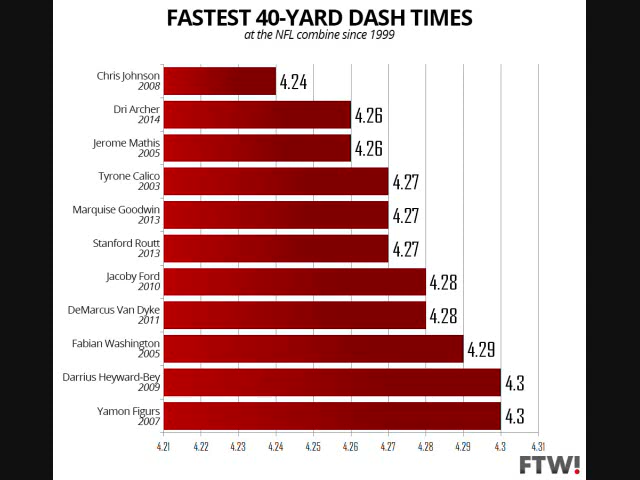 FASTEST 40-YARD DASH TIMES
at the NFL combine since 1999
Chris Johnson
2008
4.24
Dri Archer
2014
4.26
Jerome Mathis
2005
4.26
Tyrone Calico
2003
4.27
Marquise Goodwin
2013
4.27
Stanford Routt
2013
4.27
Jacoby Ford
2010
4.28
DeMarcus Van Dyke
2011
4.28
Fabian Washington
2005
4.29
Darrius Heyward-Bey
2009
4.3
Yamon Figurs
2007
4.3
4.21 4.22 4.23 4.24 4.25 4.26 4.27 4.28 4.29 4.3 4.31
FTW!